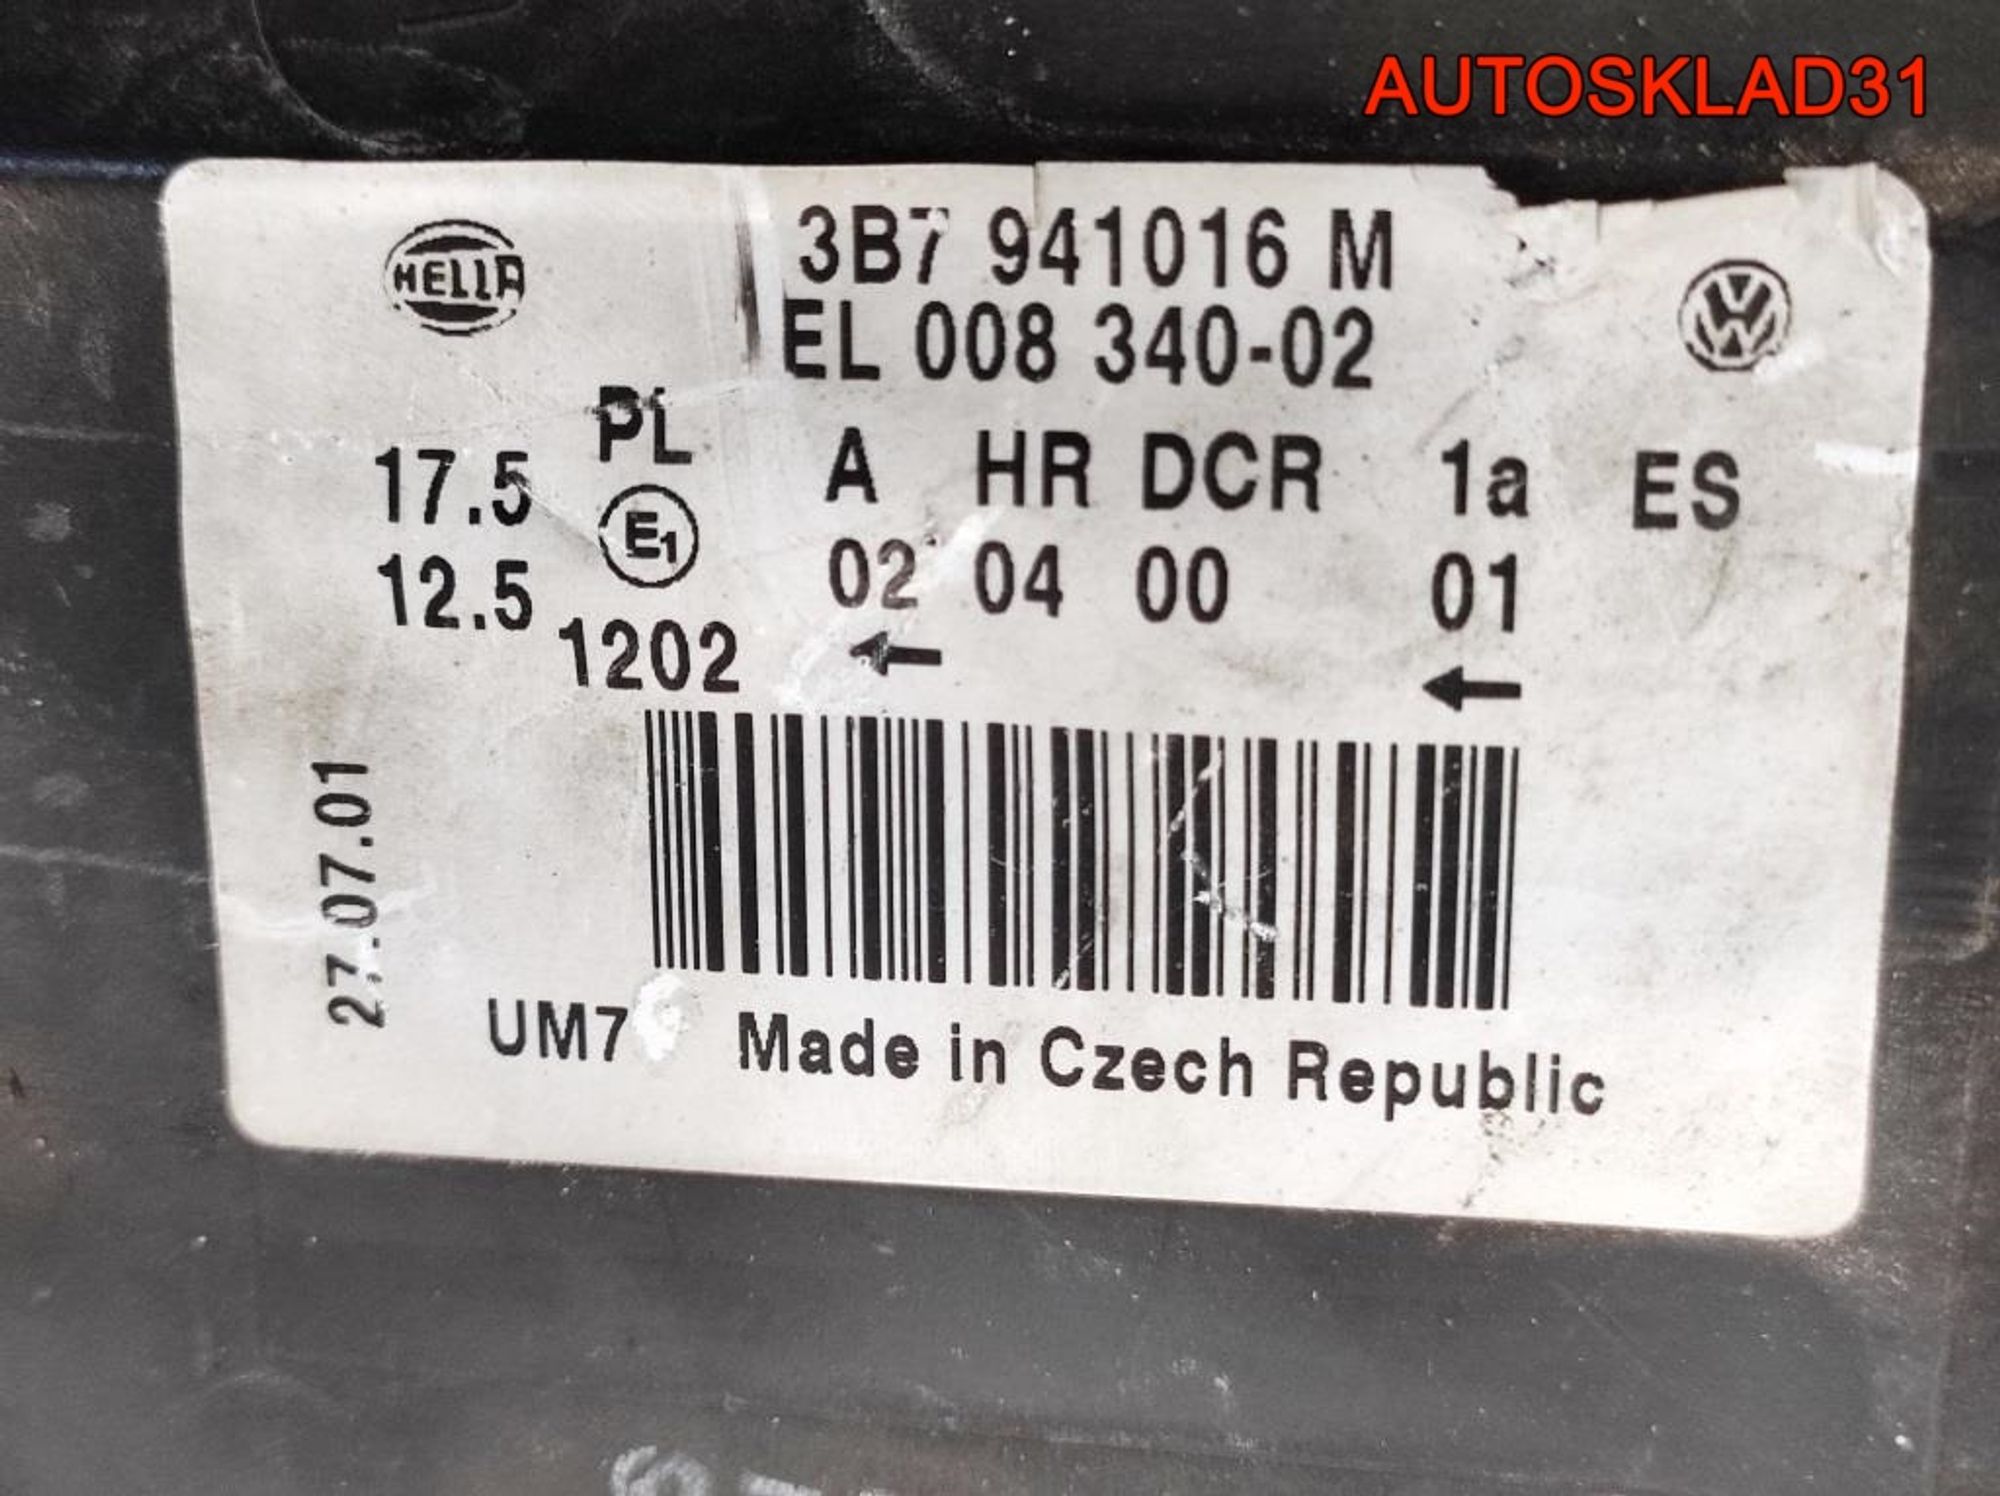 AUTOSKLAD31
HELLA
3B7 941016 M
EL 008 340-02
PL
17.5
A HR DCR 1a ES
E1
12.5
02 04 00 01
1202
27.07.01
UM7 Made in Czech Republic